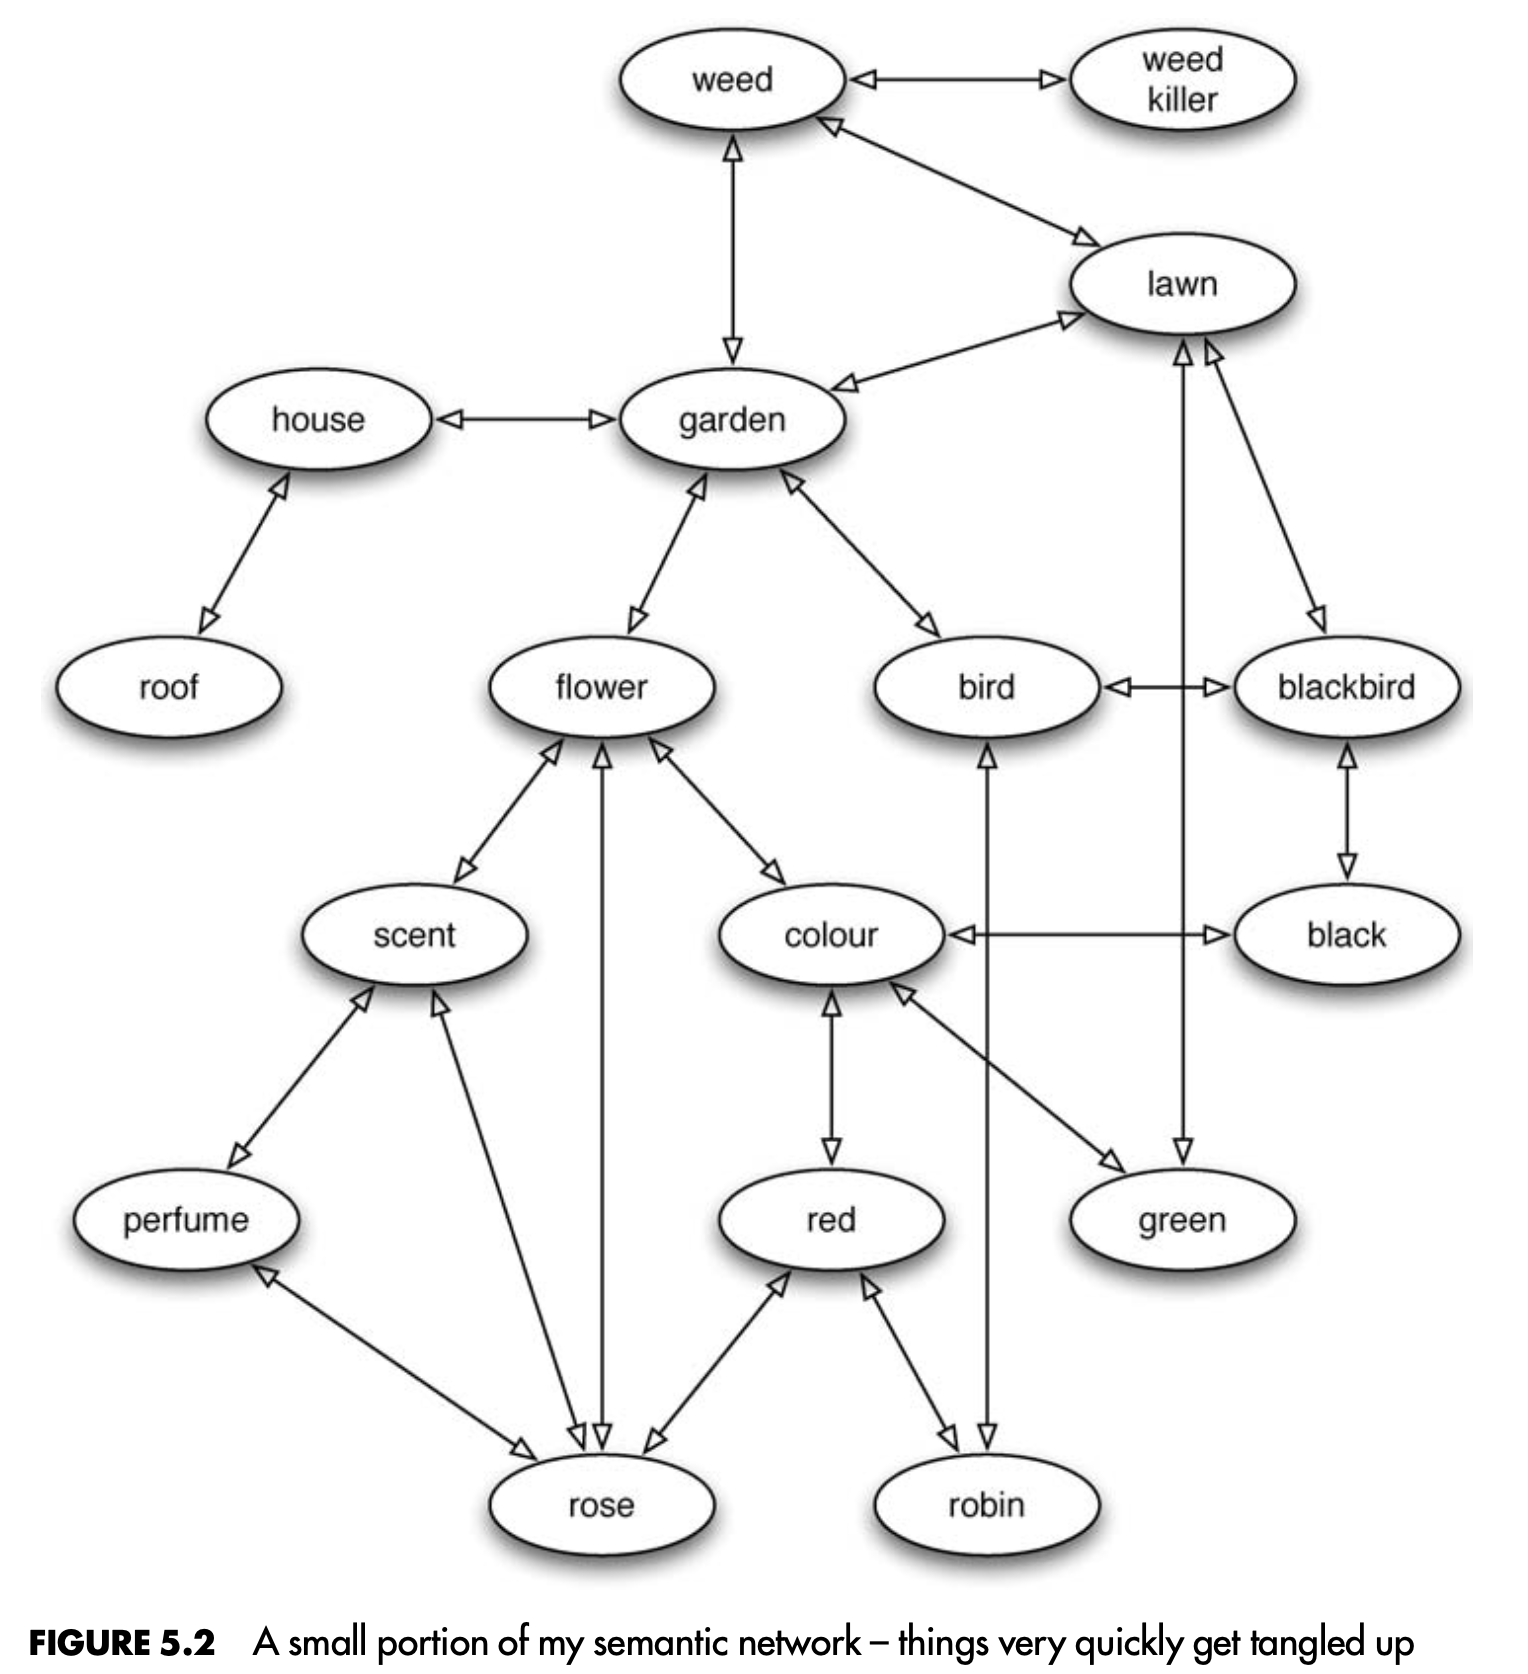 weed
weed
killer
lawn
house
garden
roof
flower
bird
blackbird
scent
colour
black
perfume
red
green
rose
robin
FIGURE 5.2 A small portion of my semantic network – things very quickly get tangled up